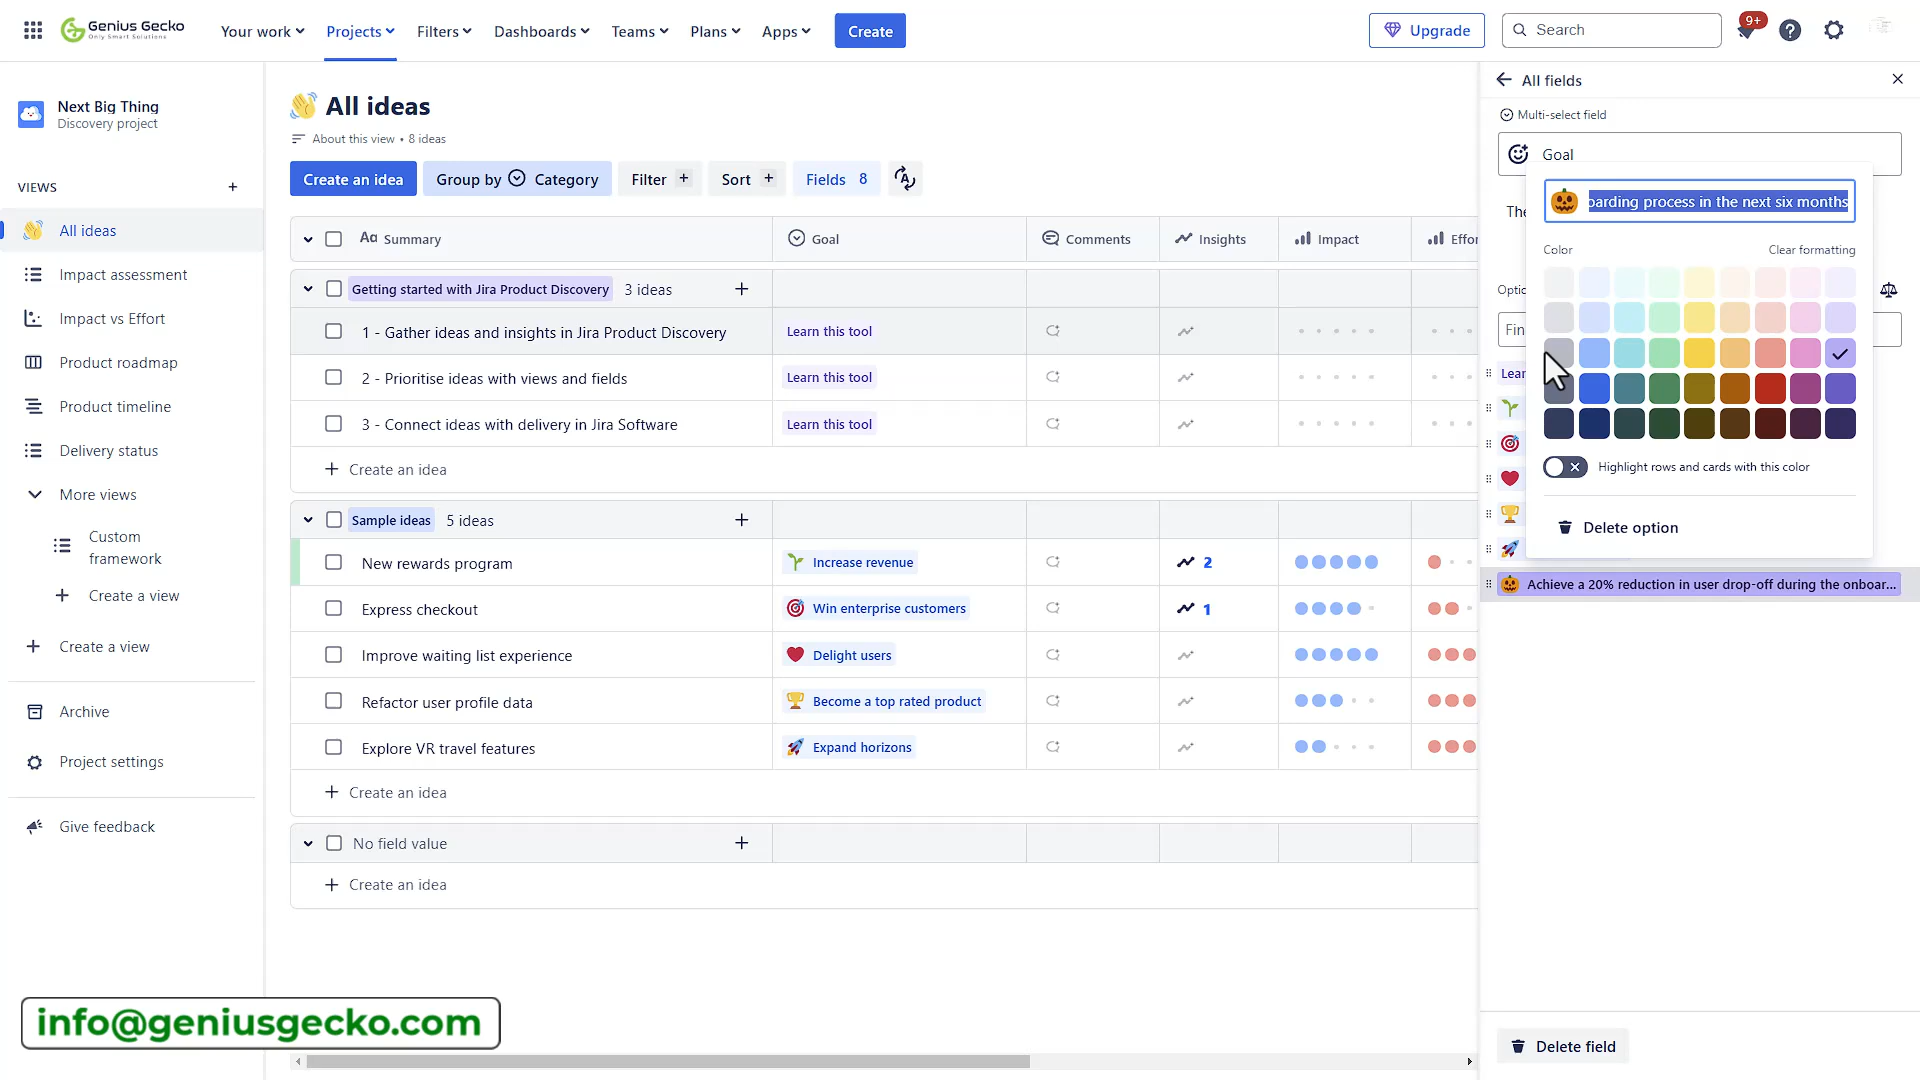 Genius Gecko
Only Smart Solutions
Your work
Projects
Filters
Dashboards
Teams
Plans
Apps
Create
Upgrade
Search
9+
Next Big Thing
Discovery project
VIEWS
All ideas
Impact assessment
Impact vs Effort
Product roadmap
Product timeline
Delivery status
More views
Custom
framework
Create a view
Create a view
Archive
Project settings
Give feedback
All ideas
About this view • 8 ideas
Create an idea
Group by Category
Filter +
Sort +
Fields 8
Aa Summary
Goal
Comments
Insights
Impact
Effor
Getting started with Jira Product Discovery 3 ideas
1 - Gather ideas and insights in Jira Product Discovery
Learn this tool
2 - Prioritise ideas with views and fields
Learn this tool
3 - Connect ideas with delivery in Jira Software
Learn this tool
Create an idea
Sample ideas 5 ideas
New rewards program
Increase revenue
2
Express checkout
Win enterprise customers
1
Improve waiting list experience
Delight users
Refactor user profile data
Become a top rated product
Explore VR travel features
Expand horizons
Create an idea
No field value
Create an idea
All fields
Multi-select field
Goal
oarding process in the next six months
The
Color
Clear formatting
Optic
Fin
Lear
Highlight rows and cards with this color
Delete option
Achieve a 20% reduction in user drop-off during the onboar...
Delete field
info@geniusgecko.com